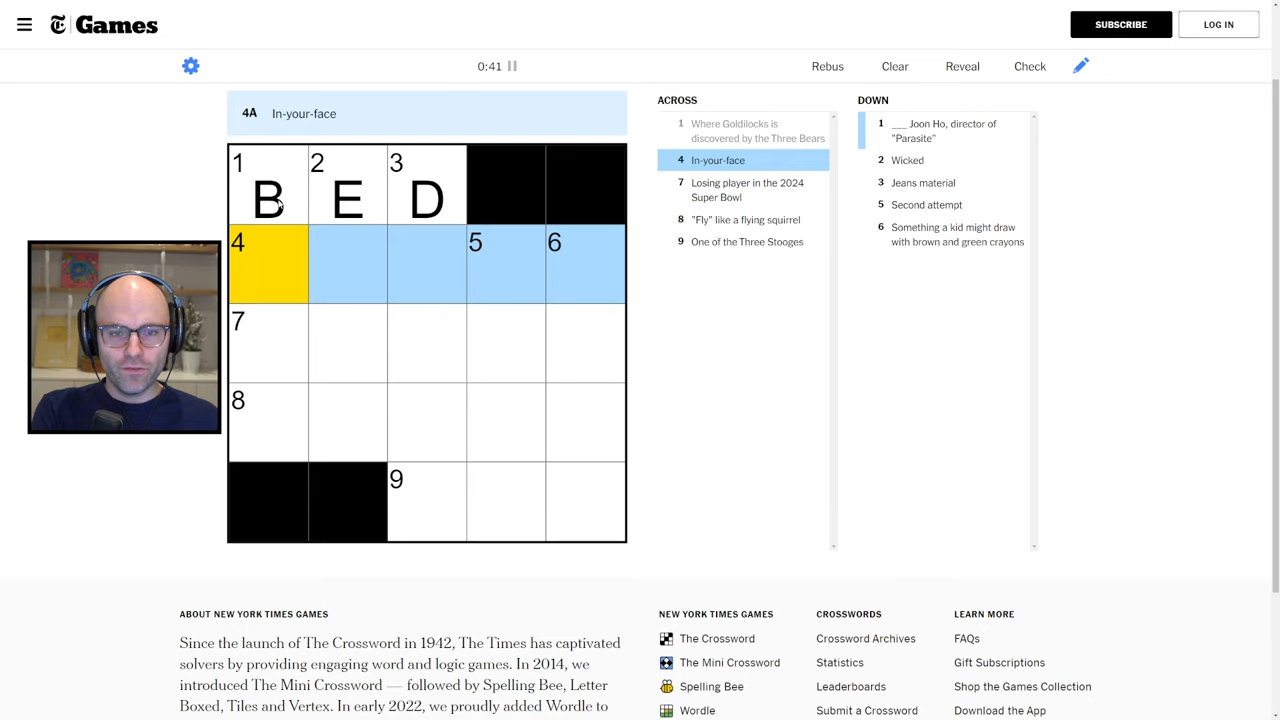 Games
SUBSCRIBE
LOG IN
0:41
Rebus
Clear
Reveal
Check
4A In-your-face
1
2
3
B
E
D
4
5
6
7
8
9
ACROSS
1 Where Goldilocks is
discovered by the Three Bears
4 In-your-face
7 Losing player in the 2024
Super Bowl
8 "Fly" like a flying squirrel
9 One of the Three Stooges
DOWN
1 ___ Joon Ho, director of
"Parasite"
2 Wicked
3 Jeans material
5 Second attempt
6 Something a kid might draw
with brown and green crayons
ABOUT NEW YORK TIMES GAMES
Since the launch of The Crossword in 1942, The Times has captivated
solvers by providing engaging word and logic games. In 2014, we
introduced The Mini Crossword — followed by Spelling Bee, Letter
Boxed, Tiles and Vertex. In early 2022, we proudly added Wordle to
NEW YORK TIMES GAMES
The Crossword
The Mini Crossword
Spelling Bee
Wordle
CROSSWORDS
Crossword Archives
Statistics
Leaderboards
Submit a Crossword
LEARN MORE
FAQs
Gift Subscriptions
Shop the Games Collection
Download the App